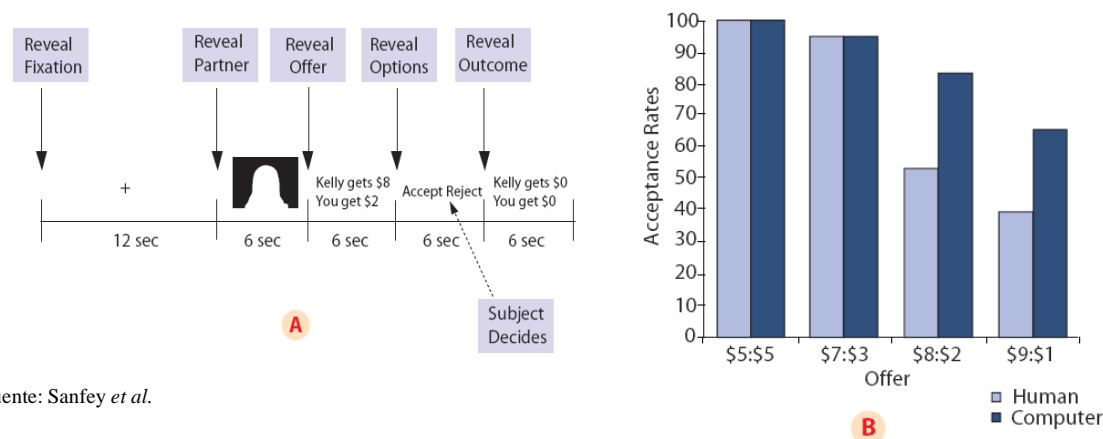 Reveal
Fixation
Reveal
Partner
Reveal
Offer
Reveal
Options
Reveal
Outcome
+
Kelly gets $8
You get $2
Accept Reject
Kelly gets $0
You get $0
12 sec
6 sec
6 sec
6 sec
6 sec
Subject
Decides
A
uente: Sanfey et al.
Acceptance Rates
100
90
80
70
60
50
40
30
20
10
0
$5:$5
$7:$3
$8:$2
$9:$1
Offer
Human
Computer
B